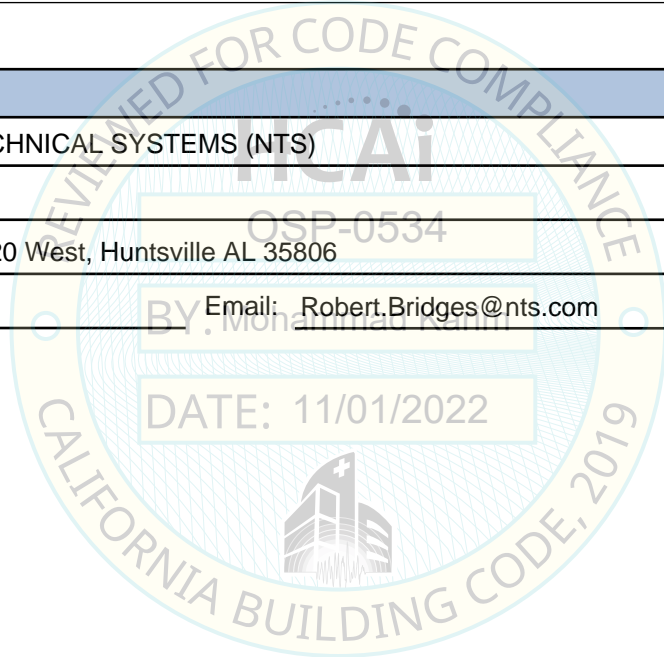 REVIEWED FOR CODE COMPLIANCE
CHNICAL SYSTEMS (NTS)
HCAi
OSP-0534
20 West, Huntsville AL 35806
Email: Robert.Bridges@nts.com
BY: Mohammad Karim
DATE: 11/01/2022
CALIFORNIA BUILDING CODE, 2019